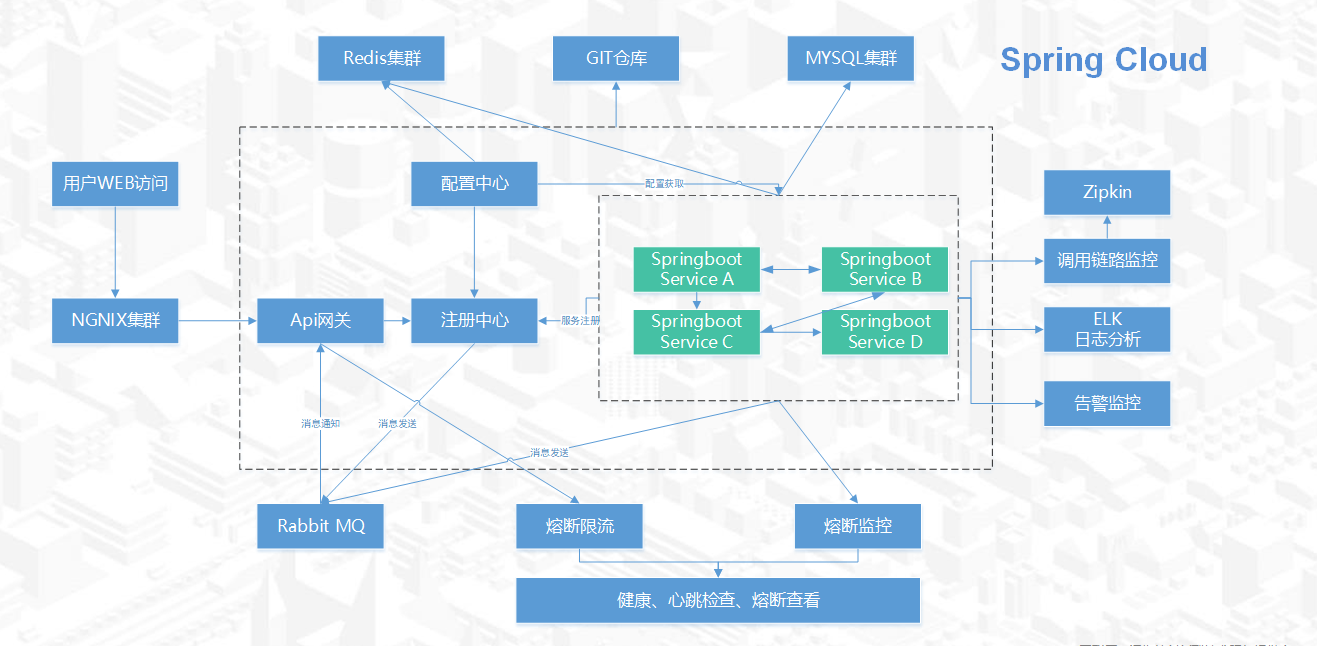 Spring Cloud
Redis集群
GIT仓库
MYSQL集群
用户WEB访问
配置中心
配置获取
Zipkin
调用链路监控
Springboot
Service A
Springboot
Service B
NGNIX集群
Api网关
注册中心
服务注册
Springboot
Service C
Springboot
Service D
ELK
日志分析
告警监控
消息通知
消息发送
消息发送
Rabbit MQ
熔断限流
熔断监控
健康、心跳检查、熔断查看